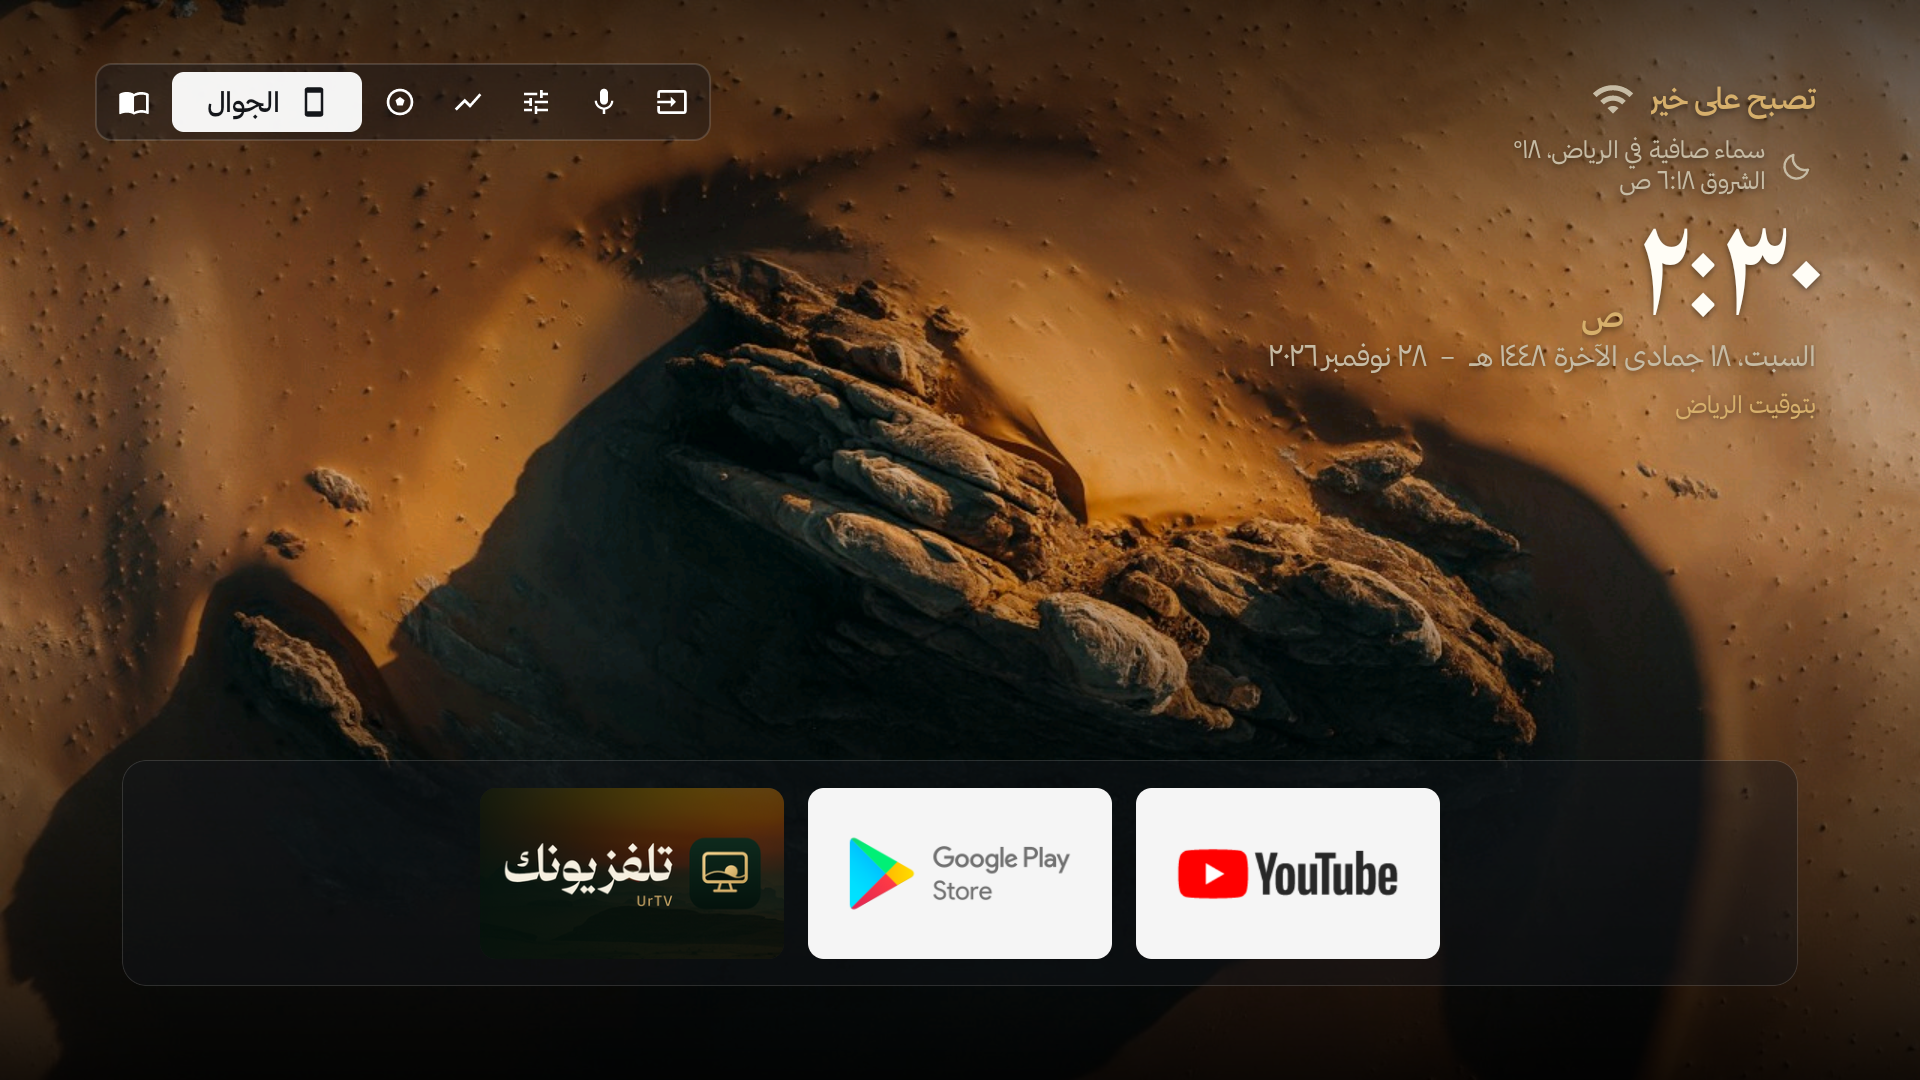 الجوال
تصبح على خير
سماء صافية في الرياض، ١٨°
الشروق ٦:١٨ ص
٢:٣٠ ص
السبت، ١٨ جمادى الآخرة ١٤٤٨ هـ – ٢٨ نوفمبر ٢٠٢٦
بتوقيت الرياض
YouTube
Google Play
Store
تلفزيونك
UrTV